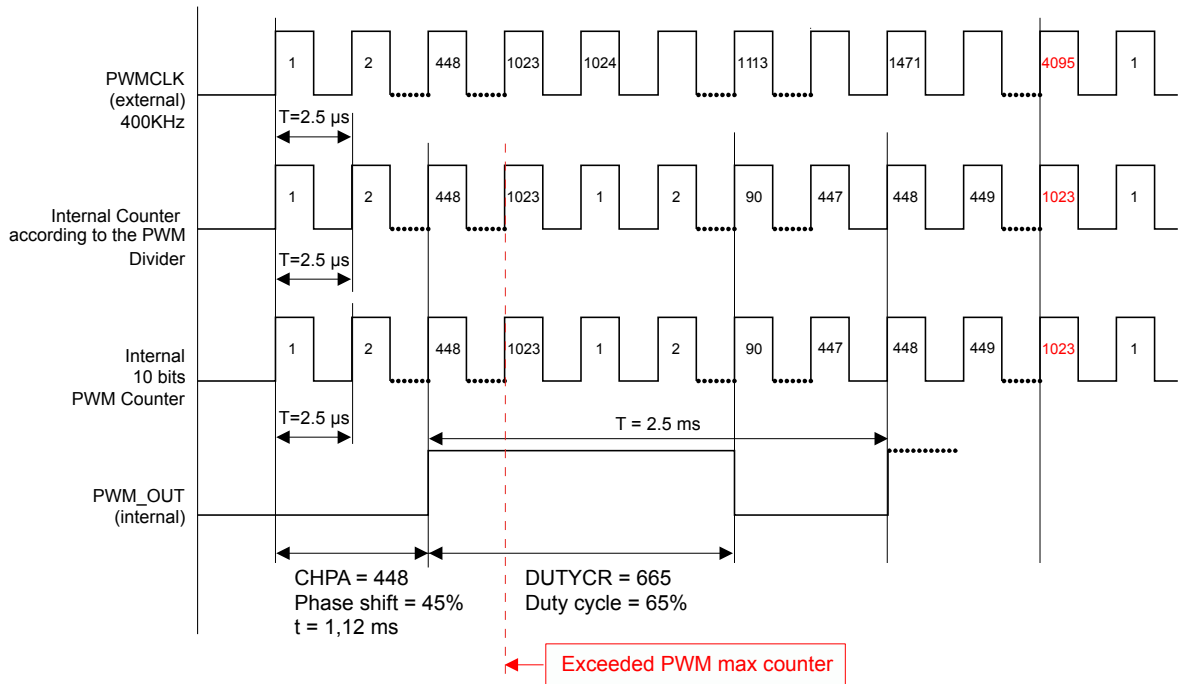 PWMCLK
(external)
400KHz
1 2 448 1023 1024 1113 1471 4095 1
T=2.5 µs
Internal Counter
according to the PWM
Divider
1 2 448 1023 1 2 90 447 448 449 1023 1
T=2.5 µs
Internal
10 bits
PWM Counter
1 2 448 1023 1 2 90 447 448 449 1023 1
T=2.5 µs
T = 2.5 ms
PWM_OUT
(internal)
CHPA = 448
Phase shift = 45%
t = 1,12 ms
DUTYCR = 665
Duty cycle = 65%
Exceeded PWM max counter